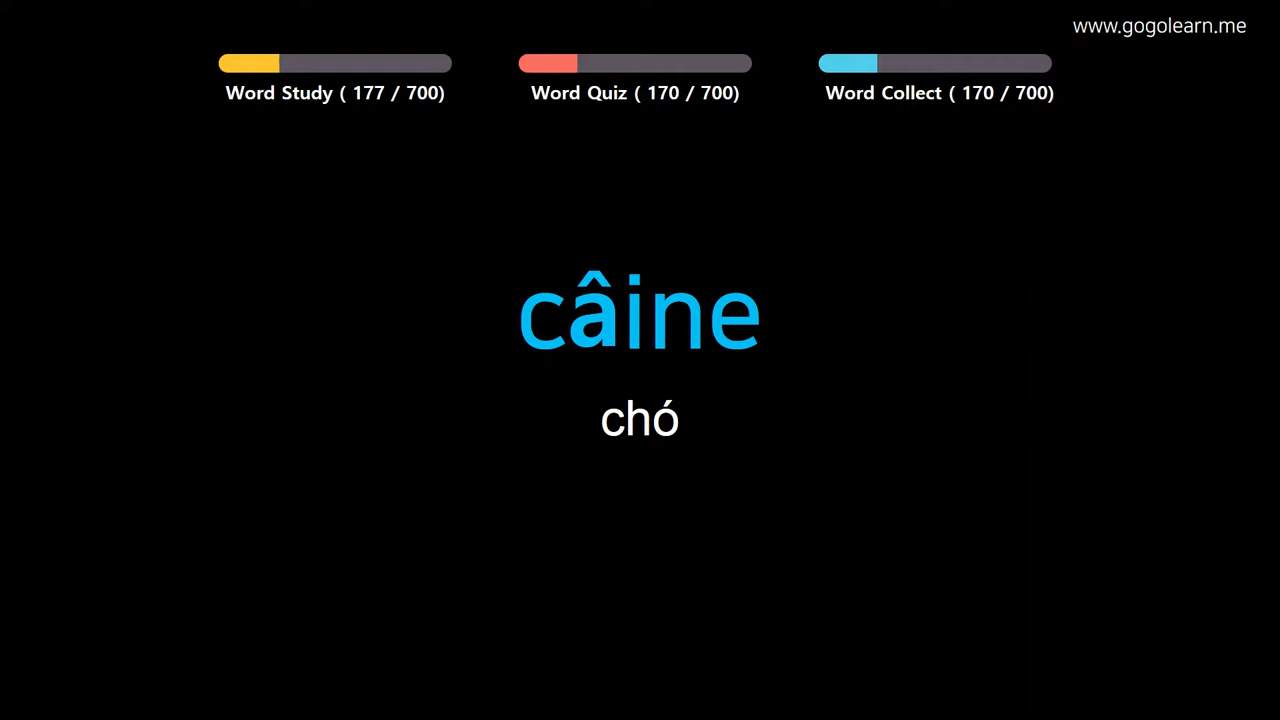 www.gogolearn.me
Word Study ( 177 / 700)
Word Quiz ( 170 / 700)
Word Collect ( 170 / 700)
câine
chó